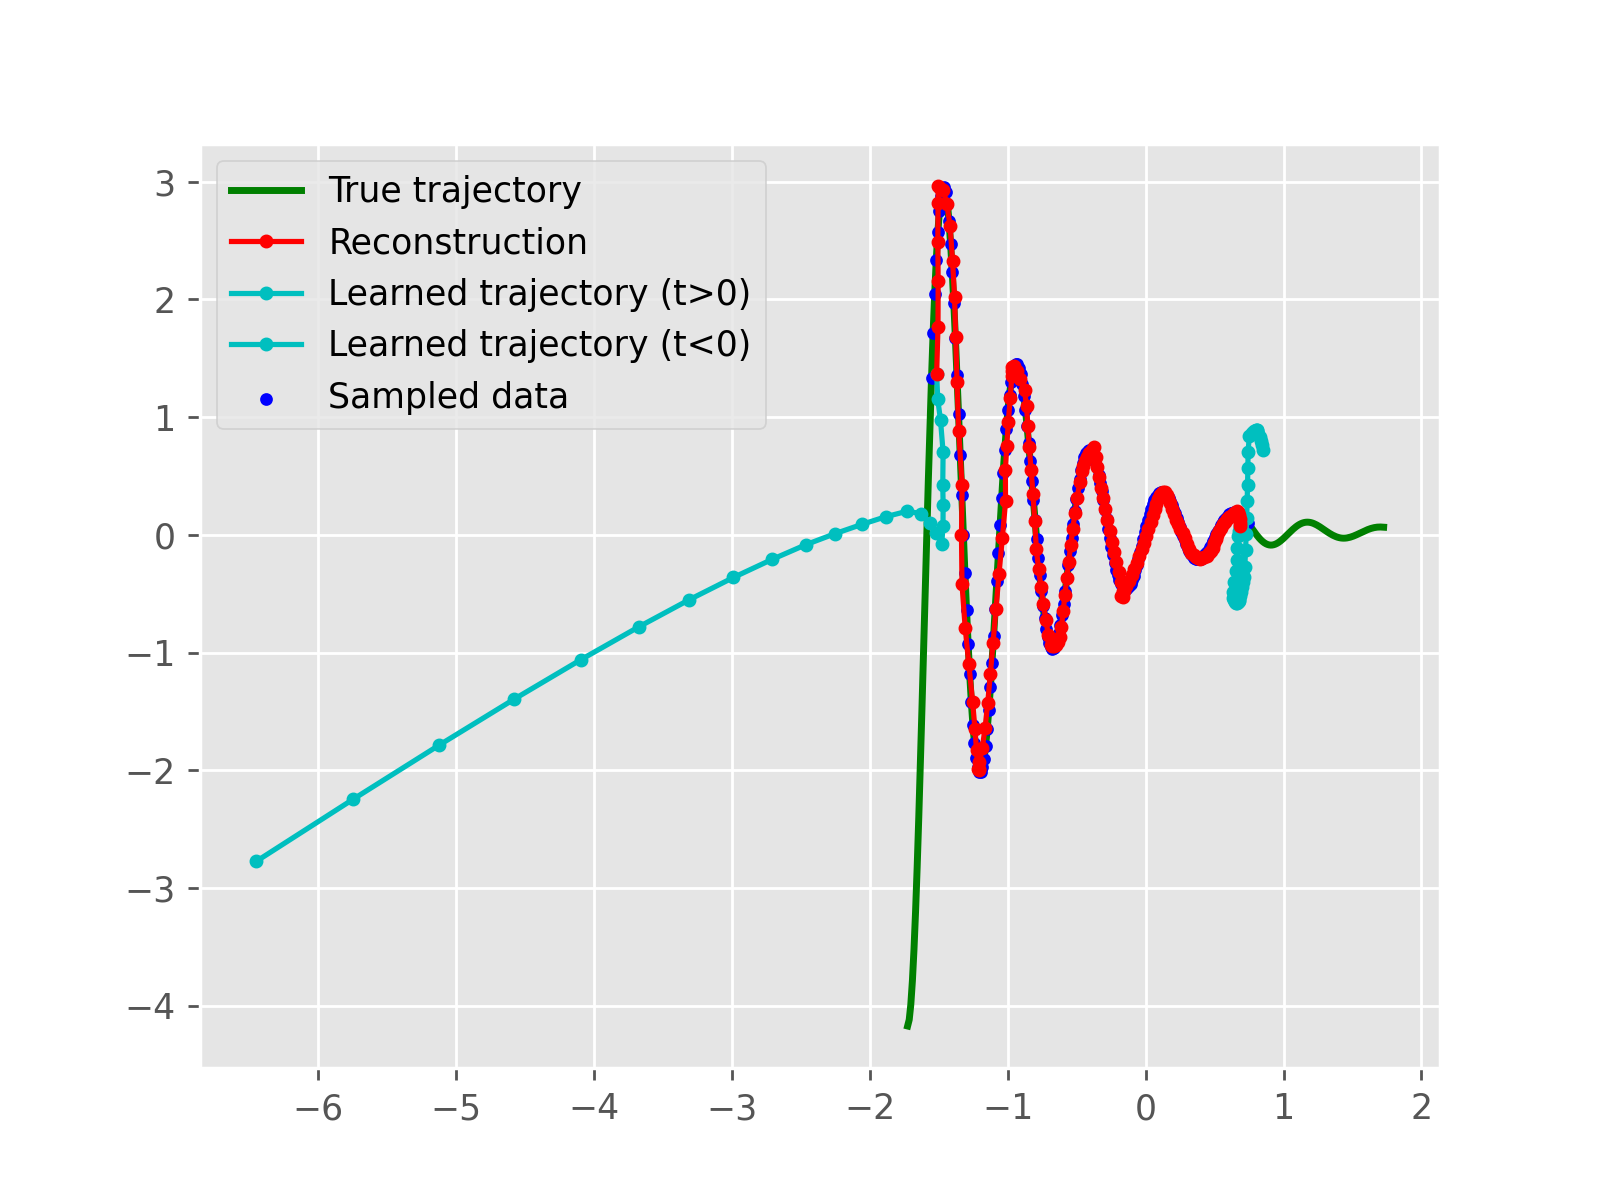 True trajectory
Reconstruction
Learned trajectory (t>0)
Learned trajectory (t<0)
Sampled data
3
2
1
0
−1
−2
−3
−4
−6 −5 −4 −3 −2 −1 0 1 2